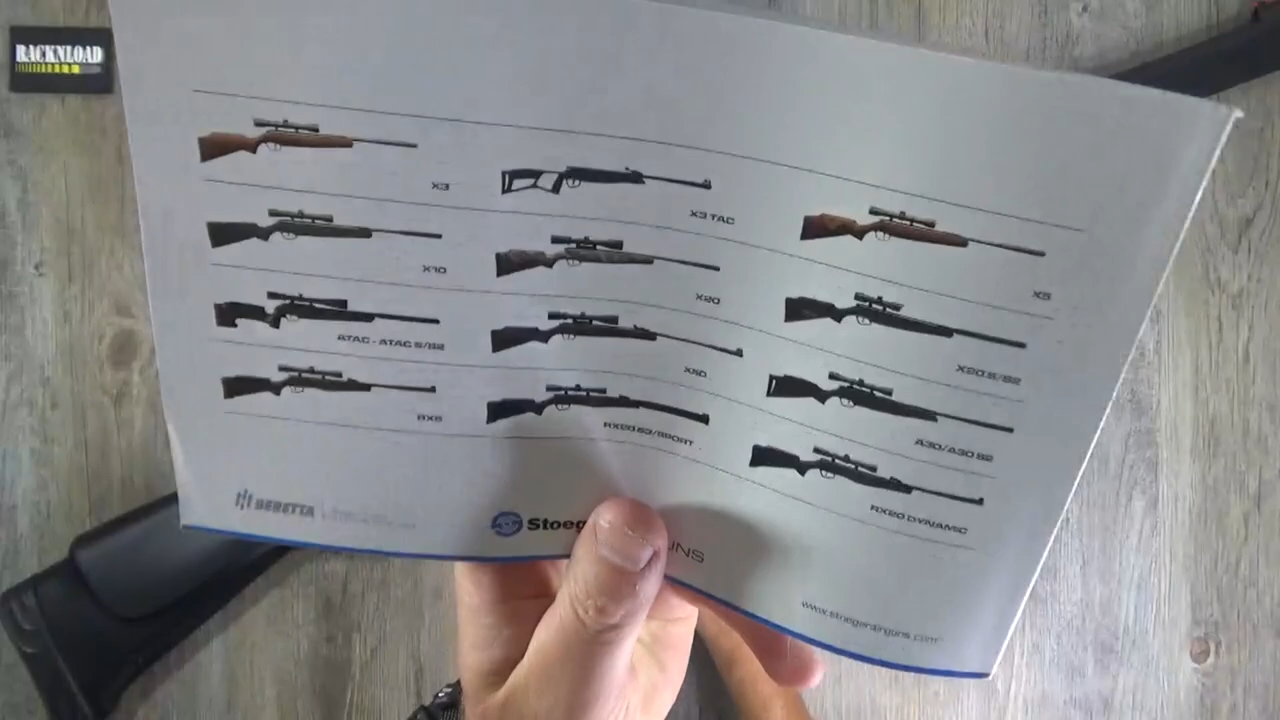 RACKNLOAD
X3
X3 TAC
X5
X10
X20
X20 S/S2
ATAC - ATAC S/S2
X50
A30/A30 S2
RX5
RX20 S3/SPORT
RX20 DYNAMIC
BERETTA
Stoeg
UNS
www.stoegerairguns.com